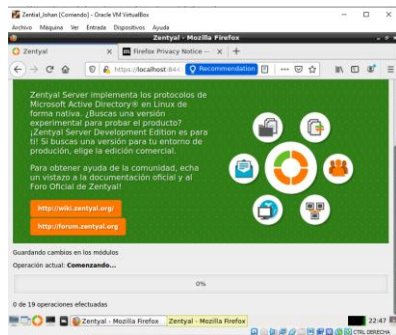 Zential_Johan [Corriendo] - Oracle VM VirtualBox
Archivo Máquina Ver Entrada Dispositivos Ayuda
Zentyal - Mozilla Firefox
Zentyal
Firefox Privacy Notice
https://localhost:844
Recommendation
Zentyal Server implementa los protocolos de
Microsoft Active Directory® en Linux de
forma nativa. ¿Buscas una versión
experimental para probar el producto?
¡Zentyal Server Development Edition es para
ti! Si buscas una versión para tu entorno de
produción, elige la edición comercial.
Para obtener ayuda de la comunidad, echa
un vistazo a la documentación oficial y al
Foro Oficial de Zentyal!
http://wiki.zentyal.org/
http://forum.zentyal.org
Guardando cambios en los módulos
Operación actual: Comenzando...
0%
0 de 19 operaciones efectuadas
Zentyal - Mozilla Firefox
Zentyal - Mozilla Firefox
22:47
CTRL DERECHA